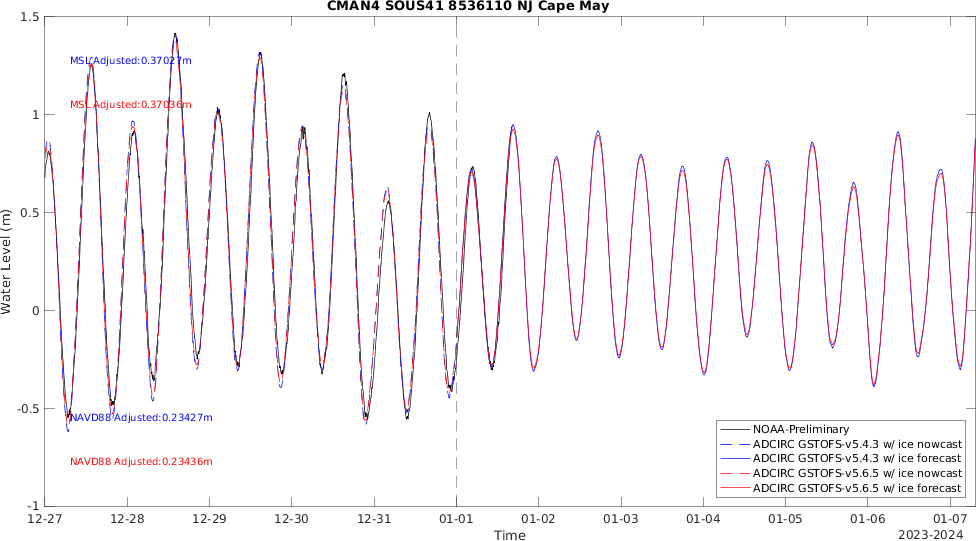 CMAN4 SOUS41 8536110 NJ Cape May
1.5
1
0.5
0
-0.5
-1
Water Level (m)
MSL Adjusted:0.37027m
MSL Adjusted:0.37036m
NAVD88 Adjusted:0.23427m
NAVD88 Adjusted:0.23436m
NOAA-Preliminary
ADCIRC GSTOFS-v5.4.3 w/ ice nowcast
ADCIRC GSTOFS-v5.4.3 w/ ice forecast
ADCIRC GSTOFS-v5.6.5 w/ ice nowcast
ADCIRC GSTOFS-v5.6.5 w/ ice forecast
12-27 12-28 12-29 12-30 12-31 01-01 01-02 01-03 01-04 01-05 01-06 01-07
Time
2023-2024